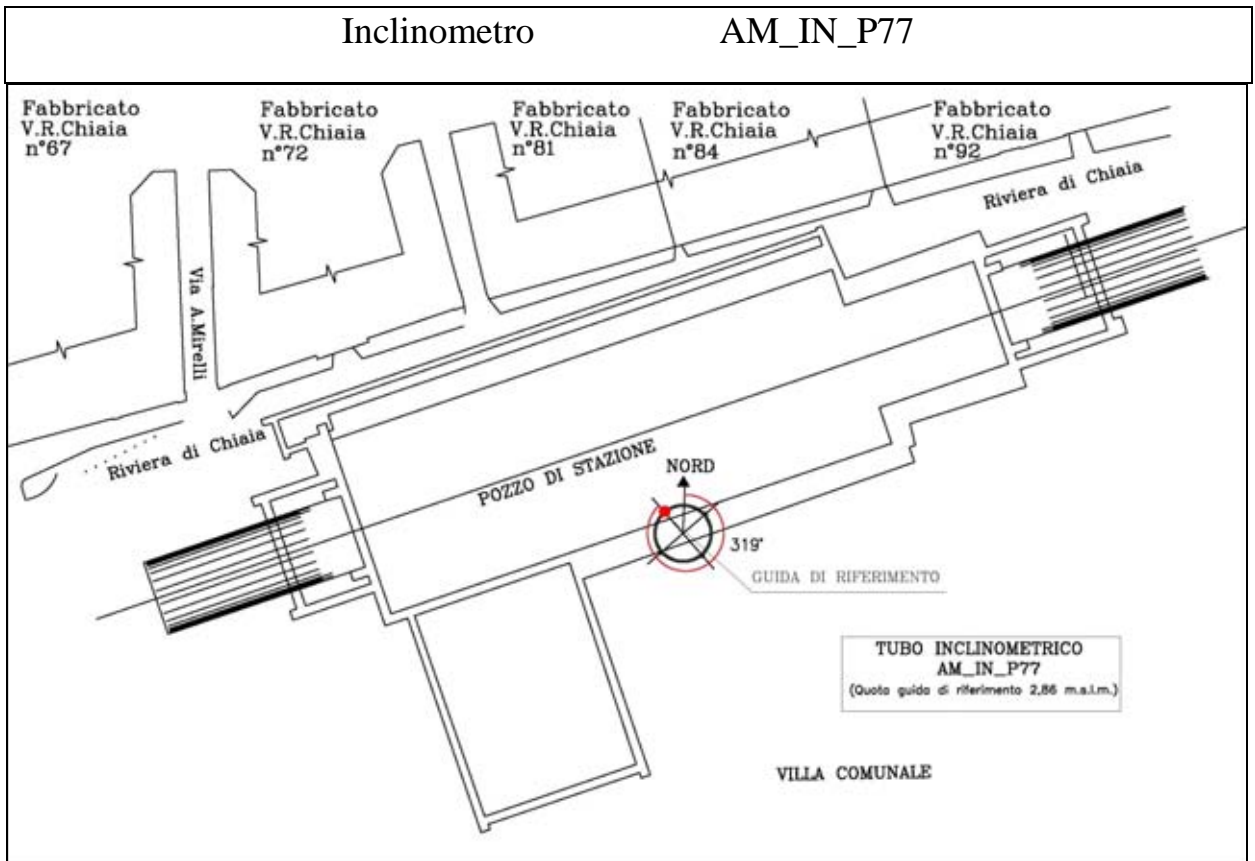 Inclinometro AM_IN_P77
Fabbricato
V.R.Chiaia
n°67
Fabbricato
V.R.Chiaia
n°72
Fabbricato
V.R.Chiaia
n°81
Fabbricato
V.R.Chiaia
n°84
Fabbricato
V.R.Chiaia
n°92
Riviera di Chiaia
Via A.Mirelli
Riviera di Chiaia
POZZO DI STAZIONE
NORD
319°
GUIDA DI RIFERIMENTO
TUBO INCLINOMETRICO
AM_IN_P77
(Quota guida di riferimento 2,86 m.s.l.m.)
VILLA COMUNALE